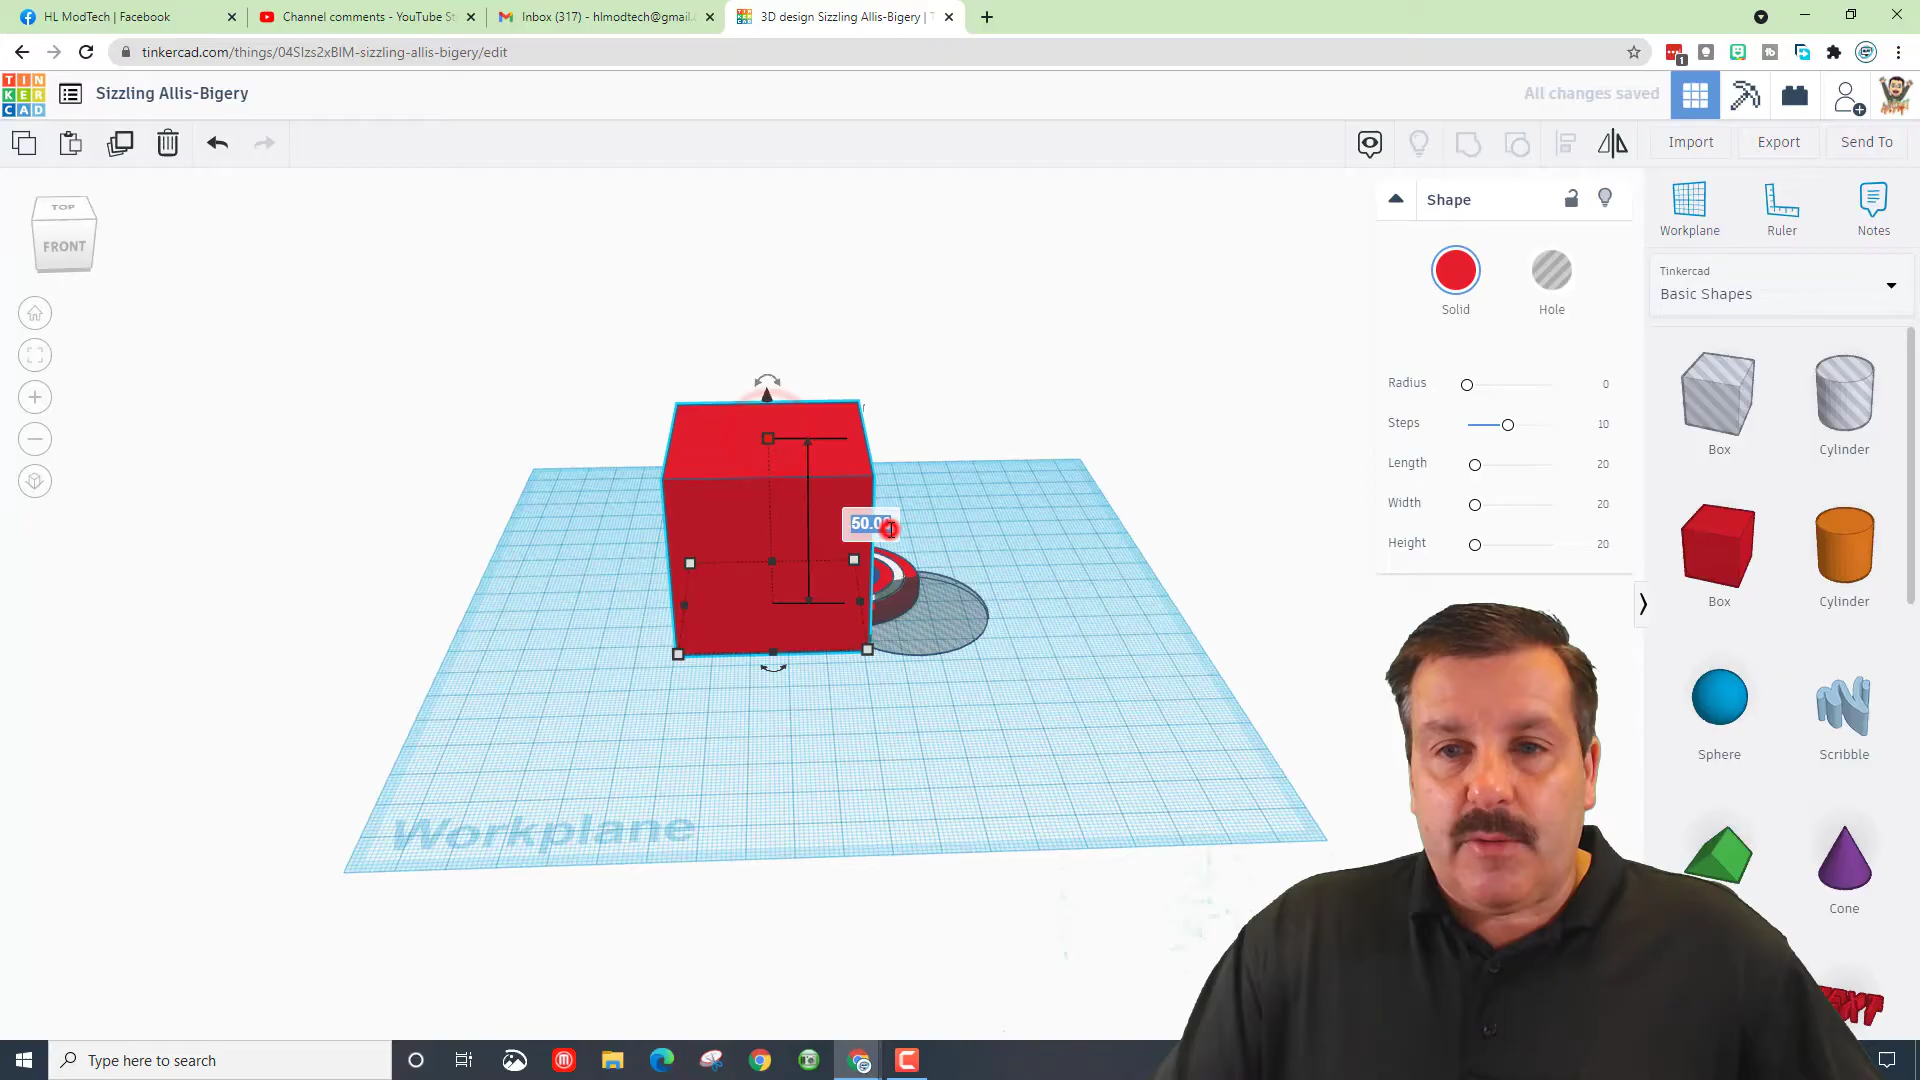 HL ModTech | Facebook
Channel comments - YouTube St
Inbox (317) - hlmodtech@gmail.
3D design Sizzling Allis-Bigery | T
tinkercad.com/things/04SIzs2xBIM-sizzling-allis-bigery/edit
1
TIN
KER
CAD
Sizzling Allis-Bigery
All changes saved
Import
Export
Send To
TOP
FRONT
Shape
Solid
Hole
Radius
0
Steps
10
Length
20
Width
20
Height
20
Workplane
Ruler
Notes
Tinkercad
Basic Shapes
Box
Cylinder
Box
Cylinder
Sphere
Scribble
Cone
50.0
Workplane
Type here to search